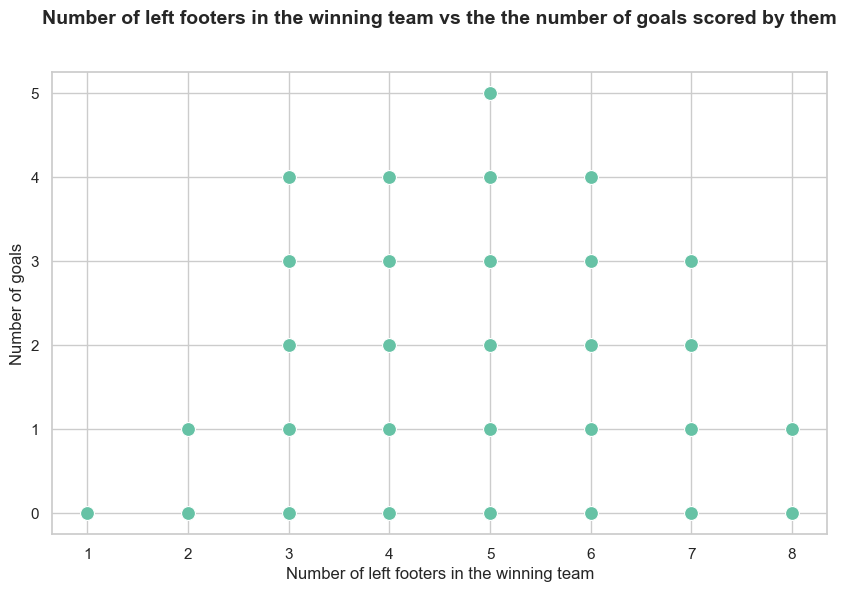 Number of left footers in the winning team vs the the number of goals scored by them
Number of goals
5
4
3
2
1
0
1 2 3 4 5 6 7 8
Number of left footers in the winning team